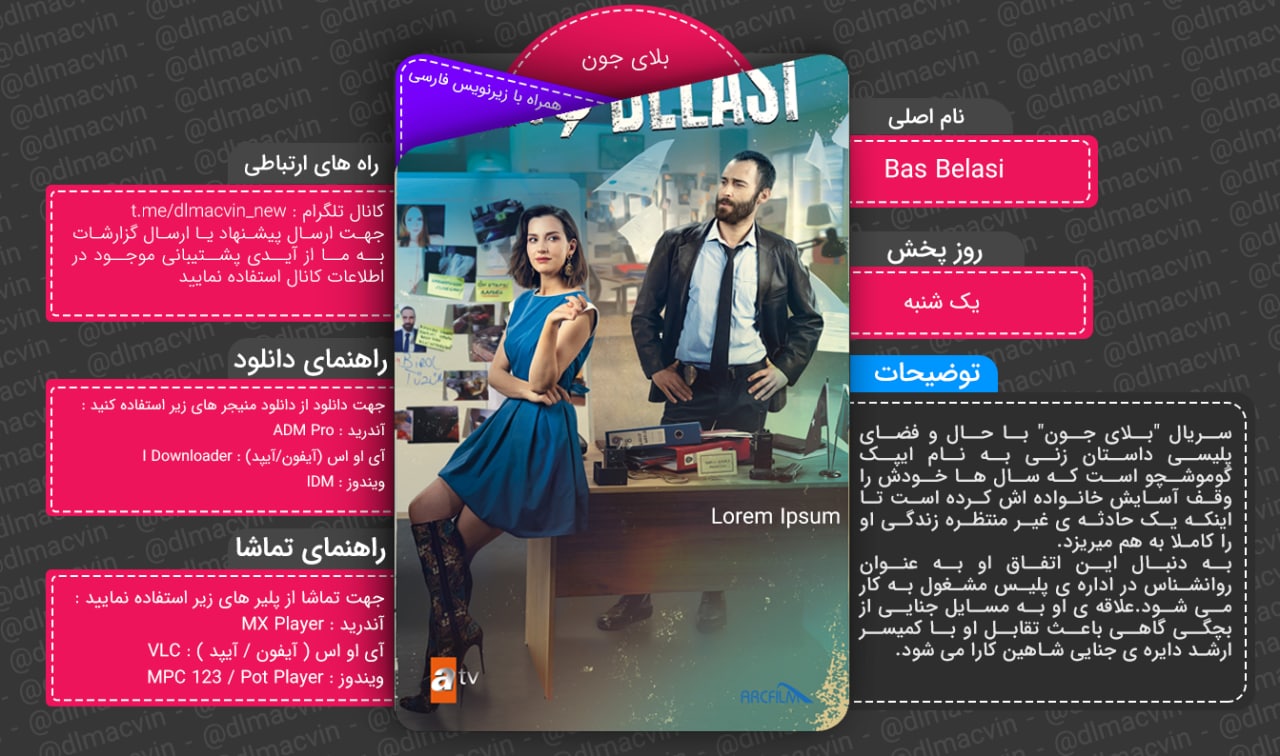 بلای جون
همراه با زیرنویس فارسی
BELASI
نام اصلی
Bas Belasi
روز پخش
یک شنبه
توضیحات
سریال "بلای جون" با حال و فضای
پلیسی داستان زنی به نام ایپک
گوموشچو است که سال ها خودش را
وقف آسایش خانواده اش کرده است تا
اینکه یک حادثه ی غیر منتظره زندگی او
را کاملا به هم میریزد.
به دنبال این اتفاق او به عنوان
روانشناس در اداره ی پلیس مشغول به کار
می شود.علاقه ی او به مسایل جنایی از
بچگی گاهی باعث تقابل او با کمیسر
ارشد دایره ی جنایی شاهین کارا می شود.
راه های ارتباطی
کانال تلگرام : t.me/dlmacvin_new
جهت ارسال پیشنهاد یا ارسال گزارشات
به ما از آیدی پشتیبانی موجود در
اطلاعات کانال استفاده نمایید
راهنمای دانلود
جهت دانلود از دانلود منیجر های زیر استفاده کنید :
آندرید : ADM Pro
آی او اس (آیفون/آیپد) : I Downloader
ویندوز : IDM
راهنمای تماشا
جهت تماشا از پلیر های زیر استفاده نمایید :
آندرید : MX Player
آی او اس ( آیفون / آیپد ) : VLC
ویندوز : MPC 123 / Pot Player
Lorem Ipsum
atv
ARCFILM
@dlmacvin - @dlmacvin - @dlmacvin